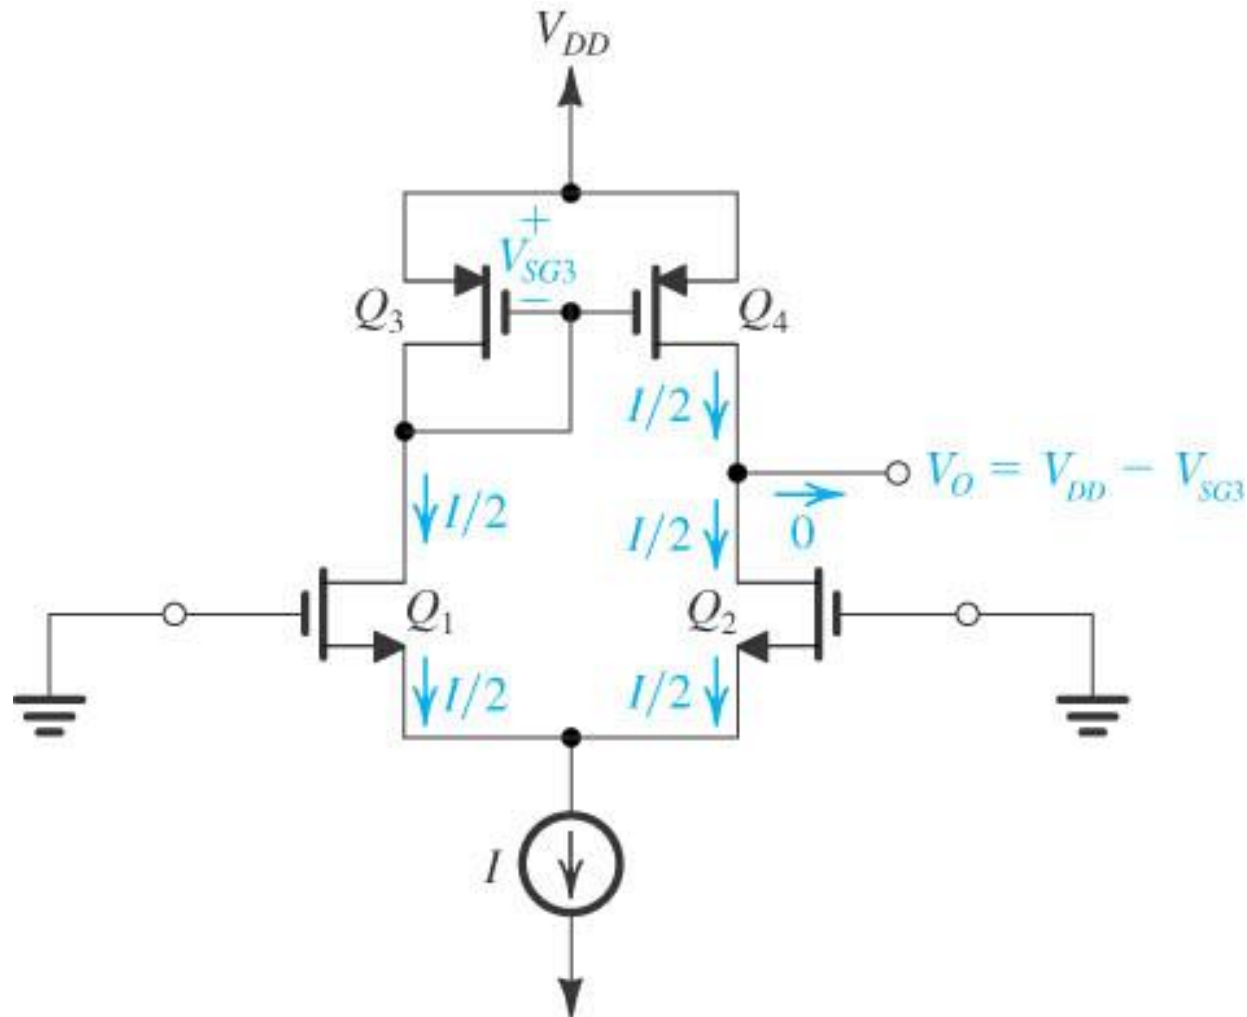 V_DD
+
V_SG3
−
Q_3
Q_4
I/2
V_O = V_DD − V_SG3
I/2
I/2
0
Q_1
Q_2
I/2
I/2
I